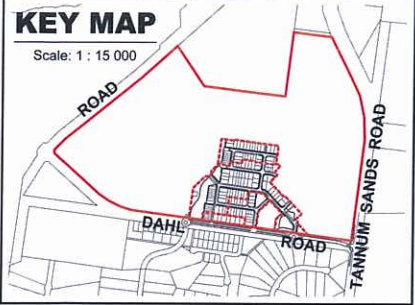 KEY MAP
Scale: 1 : 15 000
ROAD
TANNUM SANDS ROAD
DAHL ROAD